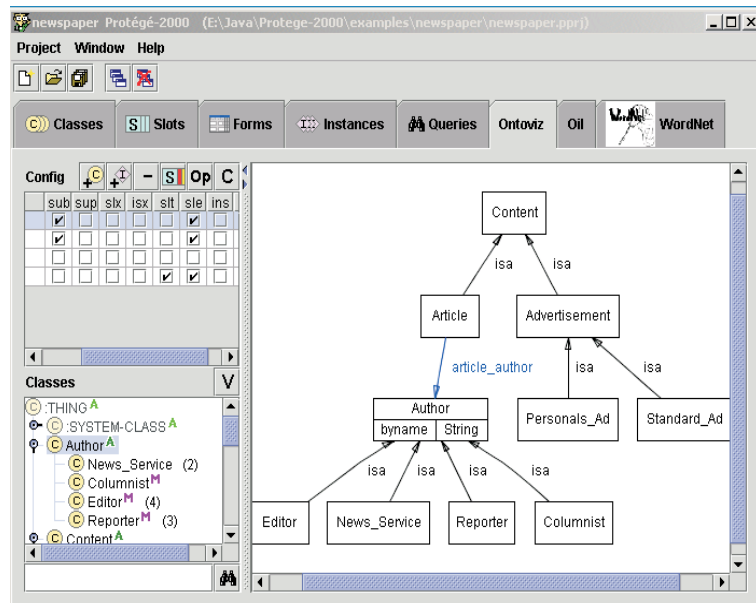 newspaper Protégé-2000 (E:\Java\Protege-2000\examples\newspaper\newspaper.pprj)
Project Window Help
C Classes S Slots Forms I Instances Queries Ontoviz Oil WordNet WordNet
Config C I − S Op C
sub sup slx isx slt sle ins
Classes V
C :THING A
C :SYSTEM-CLASS A
C Author A
C News_Service (2)
C Columnist M
C Editor M (4)
C Reporter M (3)
C Content A
Content
isa isa
Article Advertisement
article_author isa isa
Author
byname String
Personals_Ad Standard_Ad
isa isa isa isa
Editor News_Service Reporter Columnist